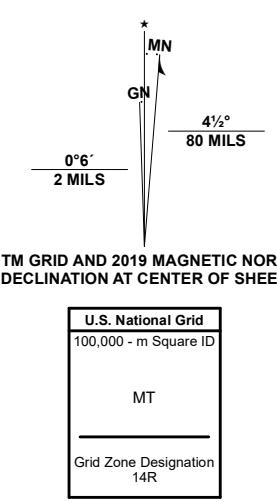 ★
MN
GN
4½°
80 MILS
0°6´
2 MILS
TM GRID AND 2019 MAGNETIC NOR
DECLINATION AT CENTER OF SHEE
U.S. National Grid
100,000 - m Square ID
MT
Grid Zone Designation
14R